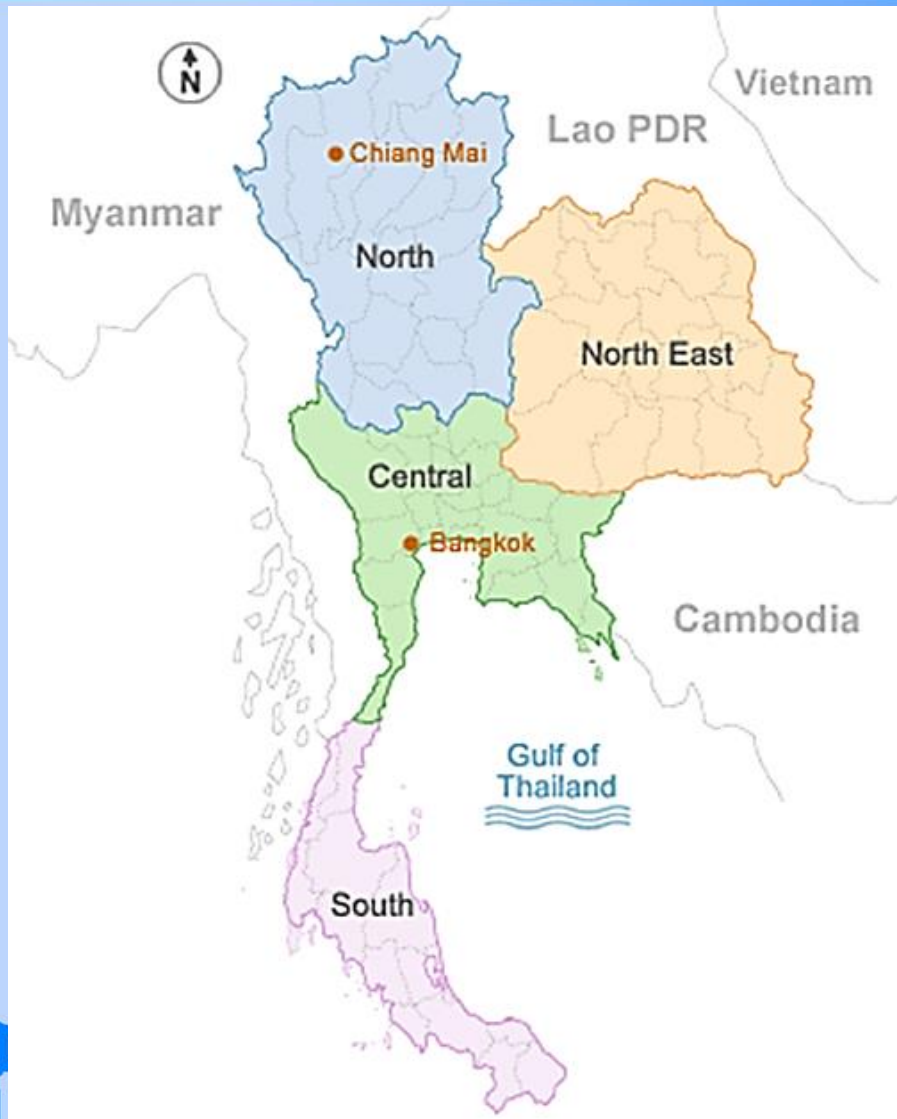 N
Vietnam
Lao PDR
Chiang Mai
Myanmar
North
North East
Central
Bangkok
Cambodia
Gulf of
Thailand
South